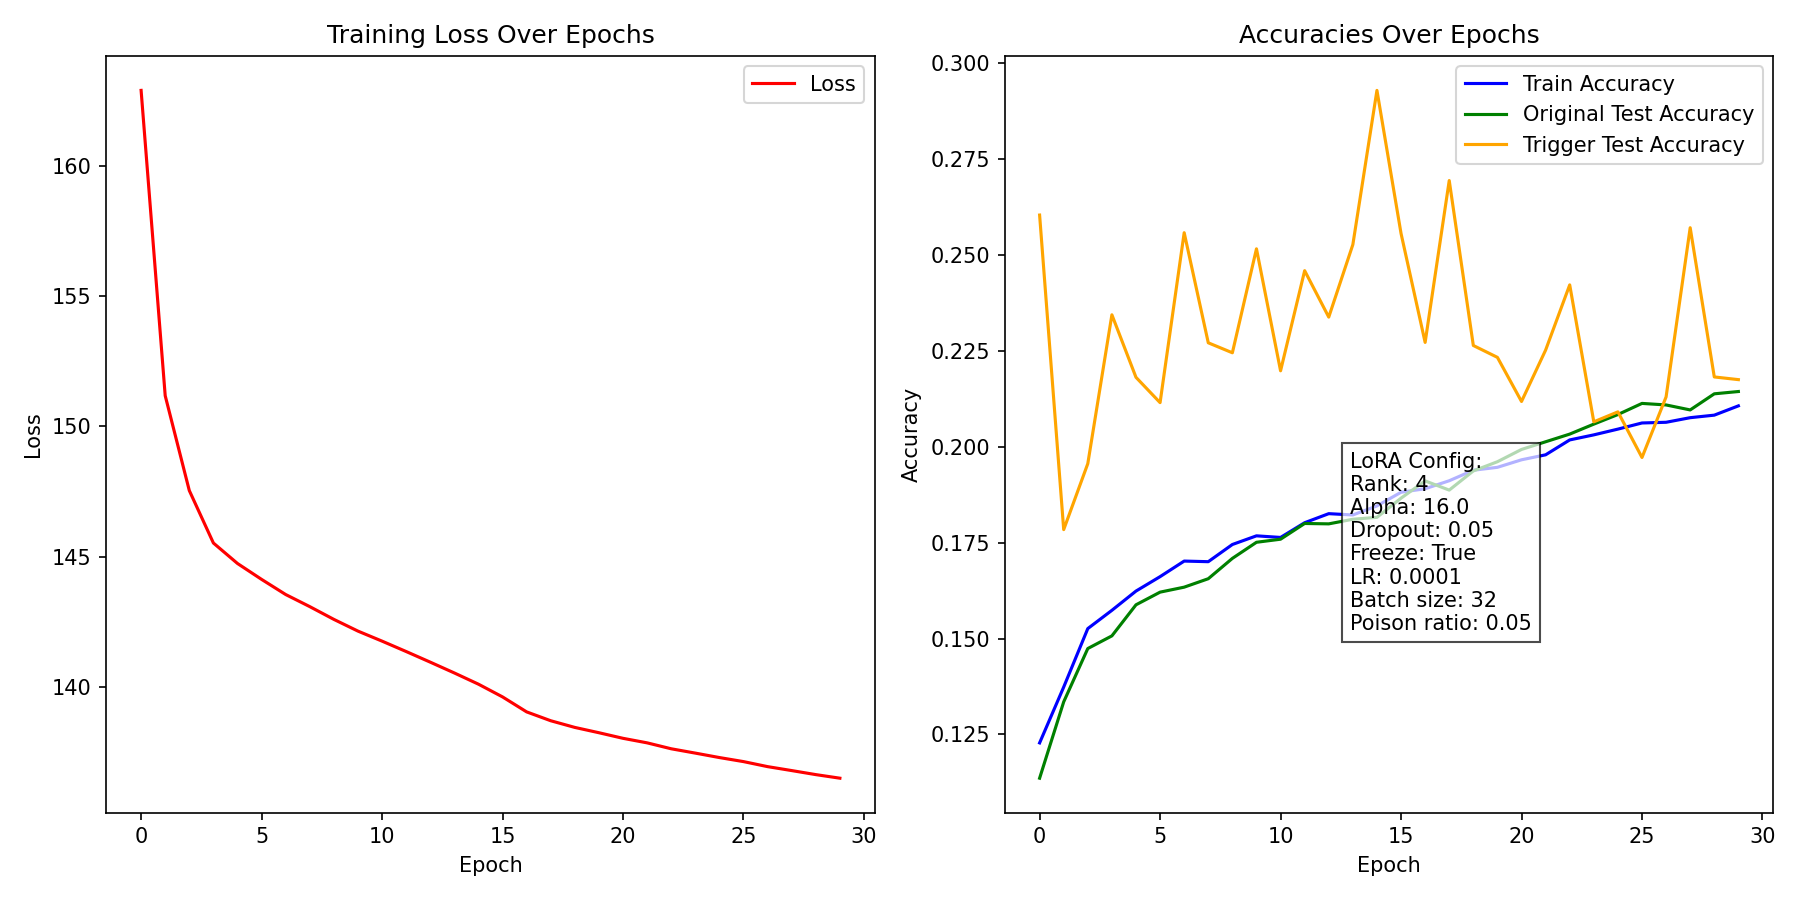 Training Loss Over Epochs
Loss
160
155
150
145
140
Loss
0
5
10
15
20
25
30
Epoch
Accuracies Over Epochs
Train Accuracy
Original Test Accuracy
Trigger Test Accuracy
0.300
0.275
0.250
0.225
0.200
0.175
0.150
0.125
Accuracy
LoRA Config:
Rank: 4
Alpha: 16.0
Dropout: 0.05
Freeze: True
LR: 0.0001
Batch size: 32
Poison ratio: 0.05
0
5
10
15
20
25
30
Epoch